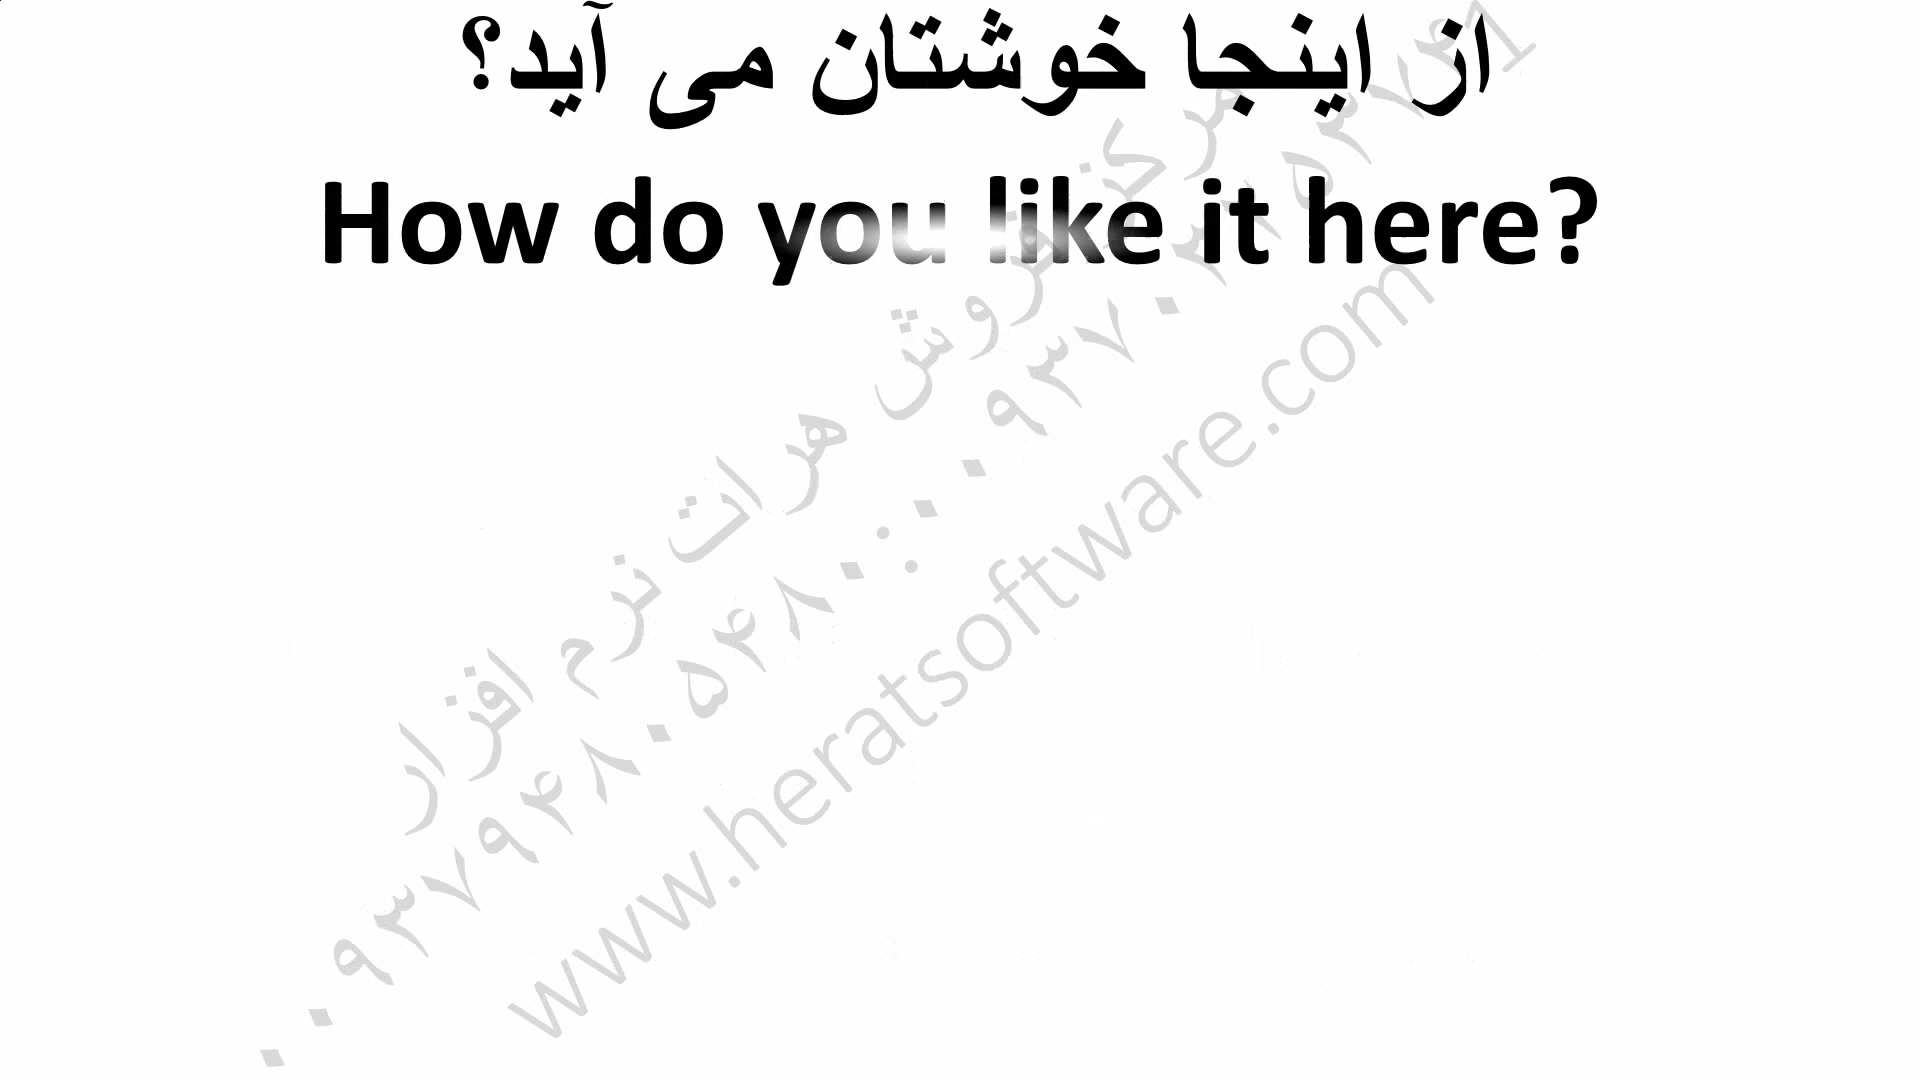 از اینجا خوشتان می آید؟
How do you like it here?
مرکز فروش هرات نرم افزار
۰۰۹۳۷۹۴۸۰۵۴۸۰:
www.heratsoftware.com